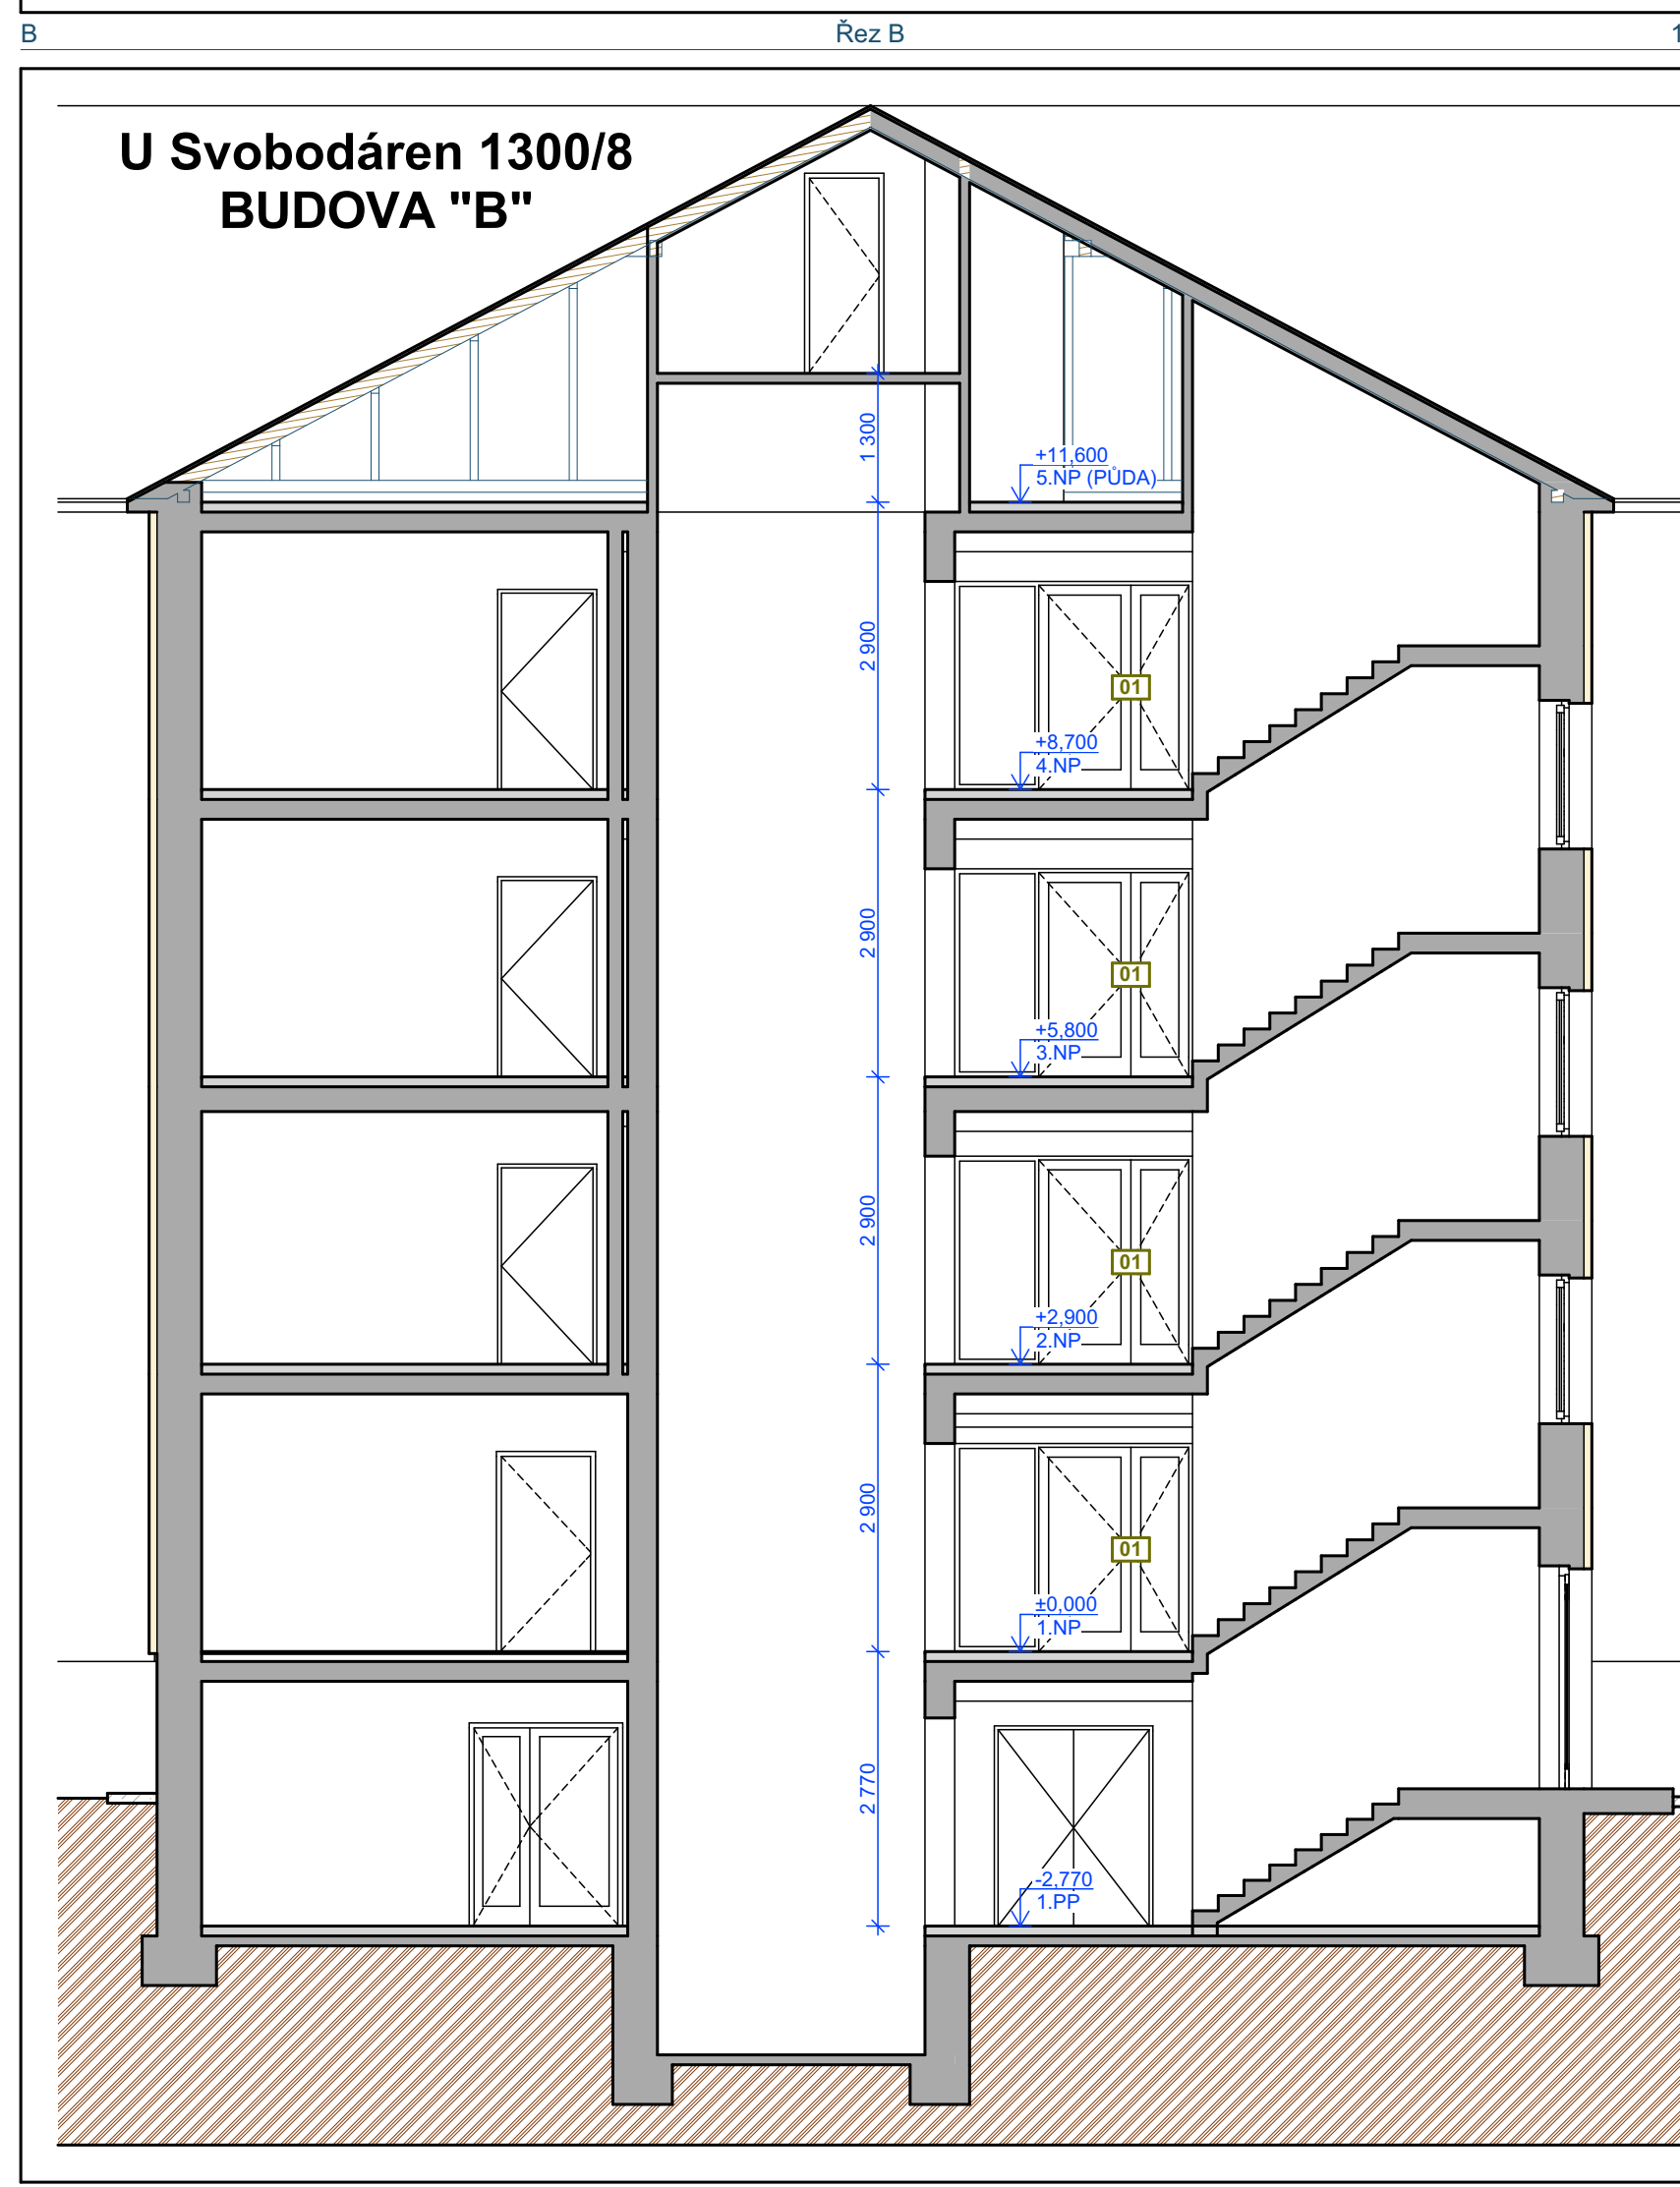 B Řez B 1
U Svobodáren 1300/8
BUDOVA "B"
1 300
+11,600
5.NP (PŮDA)
2 900
01
+8,700
4.NP
2 900
01
+5,800
3.NP
2 900
01
+2,900
2.NP
2 900
01
±0,000
1.NP
2 770
-2,770
1.PP